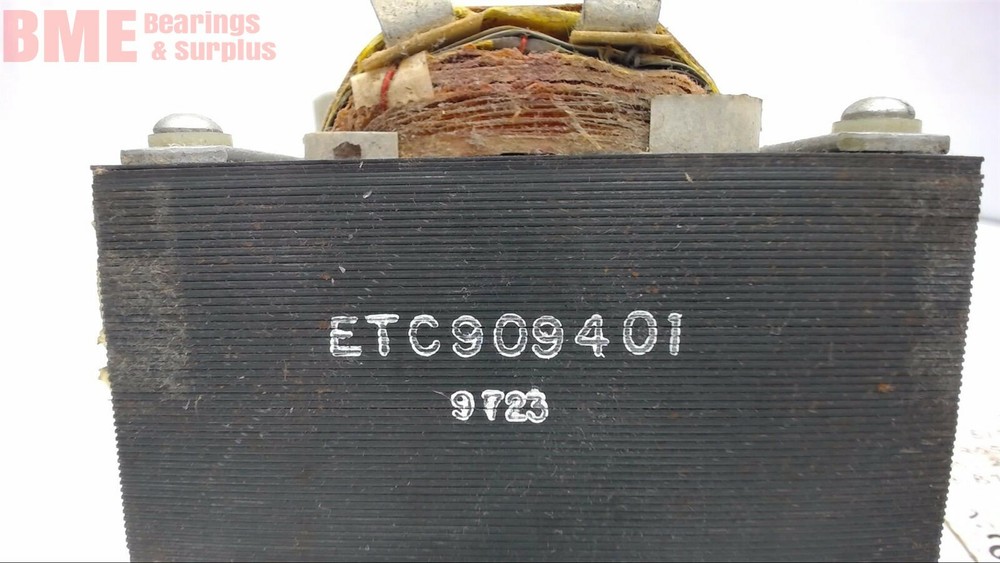 BME Bearings
& Surplus
ETC909401
9723